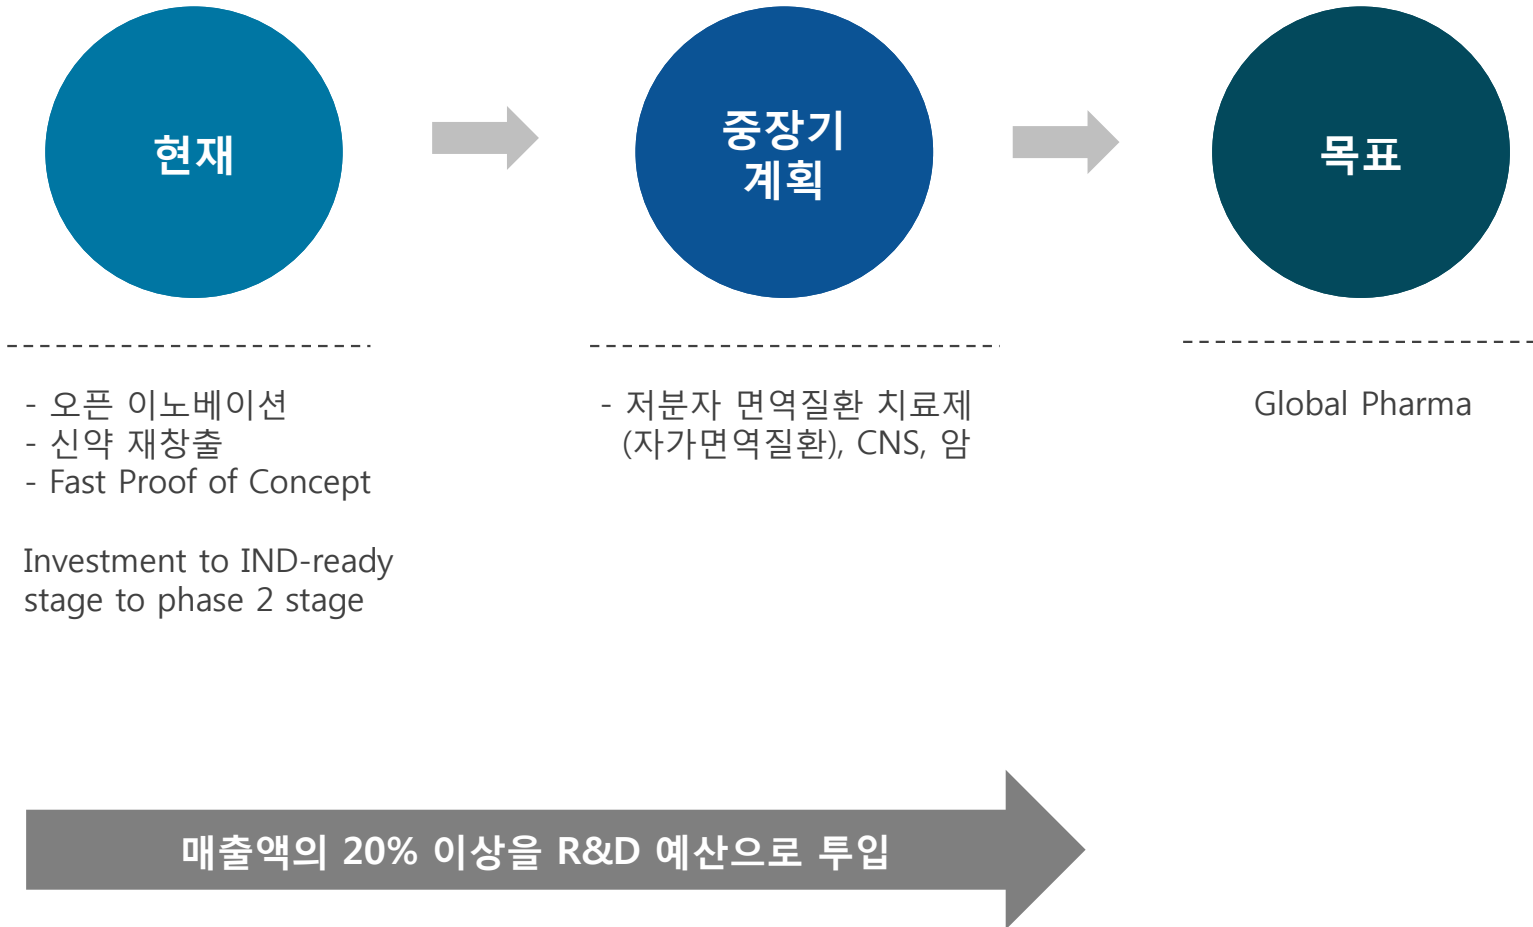 현재
중장기
계획
목표
- 오픈 이노베이션
- 신약 재창출
- Fast Proof of Concept
Investment to IND-ready
stage to phase 2 stage
- 저분자 면역질환 치료제
(자가면역질환), CNS, 암
Global Pharma
매출액의 20% 이상을 R&D 예산으로 투입